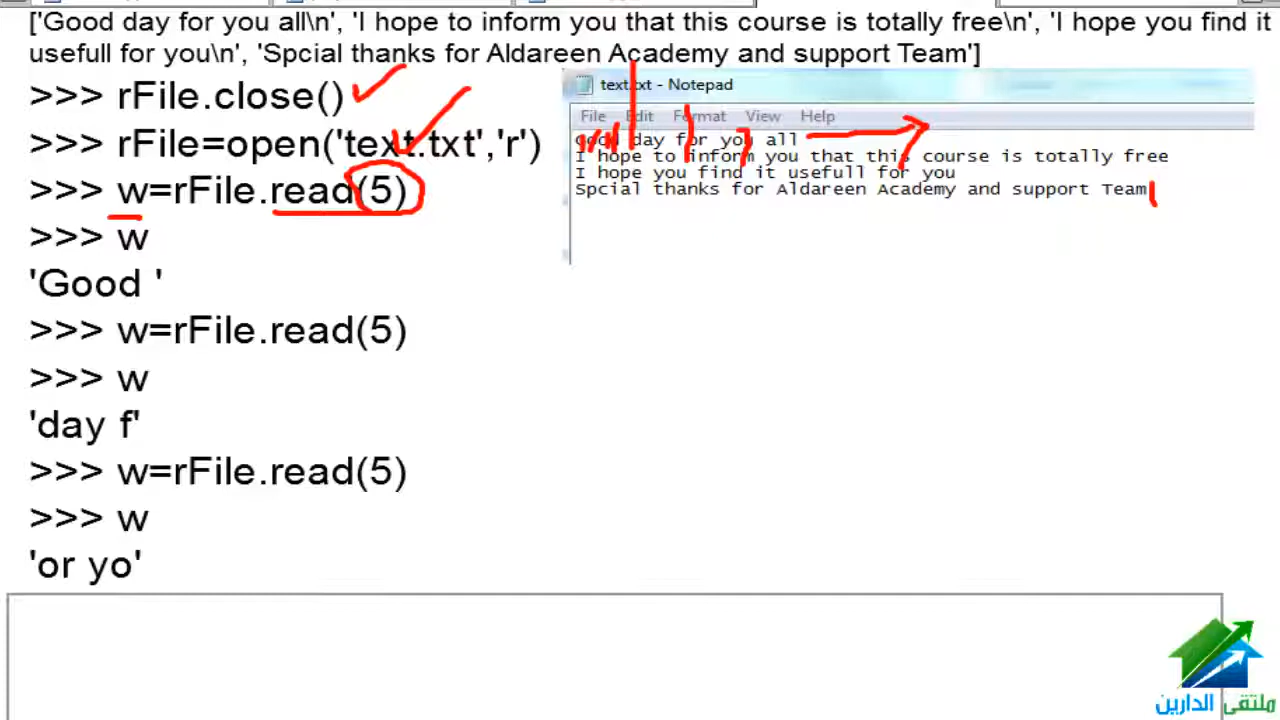 ['Good day for you all\n', 'I hope to inform you that this course is totally free\n', 'I hope you find it
usefull for you\n', 'Spcial thanks for Aldareen Academy and support Team']
>>> rFile.close()
>>> rFile=open('text.txt','r')
>>> w=rFile.read(5)
>>> w
'Good '
>>> w=rFile.read(5)
>>> w
'day f'
>>> w=rFile.read(5)
>>> w
'or yo'
text.txt - Notepad
File Edit Format View Help
Good day for you all
I hope to inform you that this course is totally free
I hope you find it usefull for you
Spcial thanks for Aldareen Academy and support Team
ملتقى الدارين